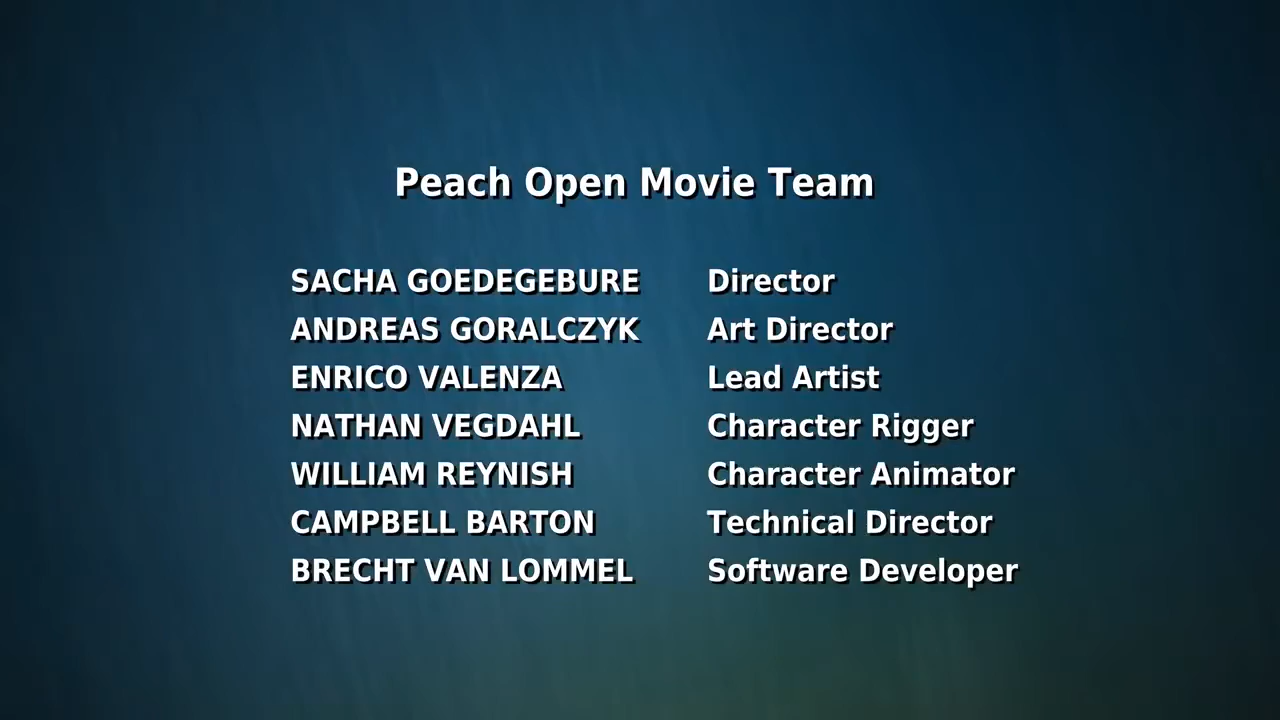 Peach Open Movie Team
SACHA GOEDEGEBURE Director
ANDREAS GORALCZYK Art Director
ENRICO VALENZA Lead Artist
NATHAN VEGDAHL Character Rigger
WILLIAM REYNISH Character Animator
CAMPBELL BARTON Technical Director
BRECHT VAN LOMMEL Software Developer